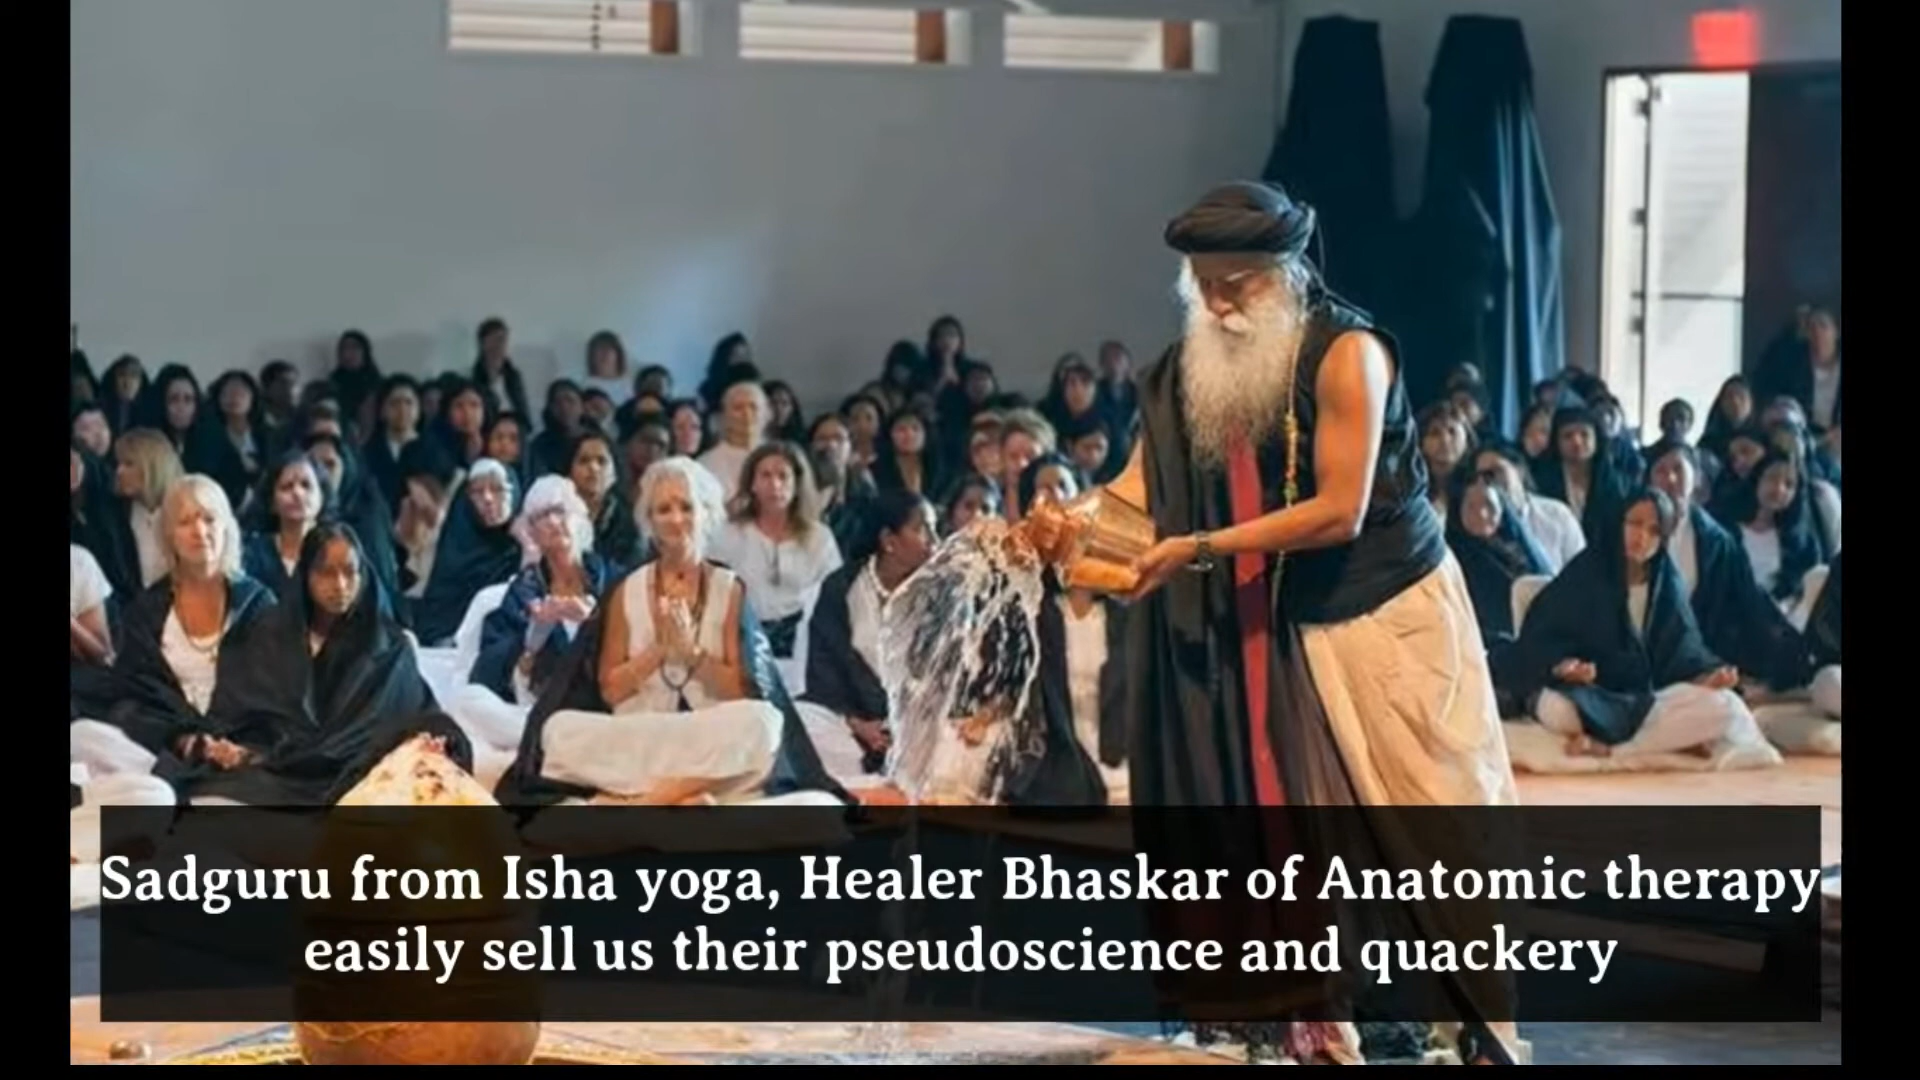 Sadguru from Isha yoga, Healer Bhaskar of Anatomic therapy
easily sell us their pseudoscience and quackery